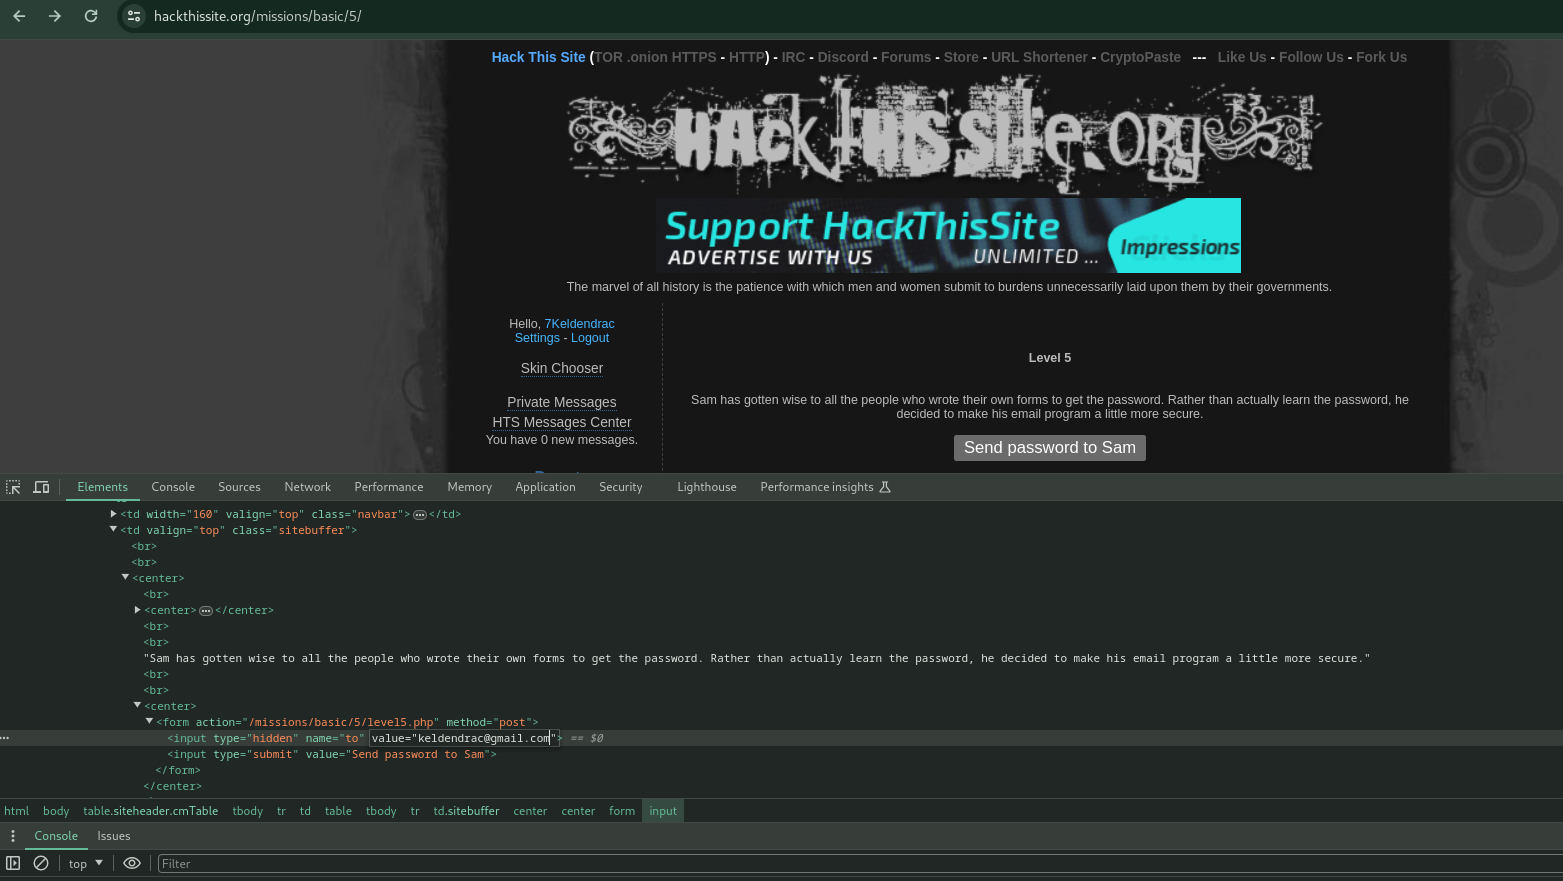 hackthissite.org/missions/basic/5/
Hack This Site (TOR .onion HTTPS - HTTP) - IRC - Discord - Forums - Store - URL Shortener - CryptoPaste --- Like Us - Follow Us - Fork Us
HACk THIS SITe.ORG
Support HackThisSite
ADVERTISE WITH US UNLIMITED ... Impressions
The marvel of all history is the patience with which men and women submit to burdens unnecessarily laid upon them by their governments.
Hello, 7Keldendrac
Settings - Logout
Skin Chooser
Private Messages
HTS Messages Center
You have 0 new messages.
Level 5
Sam has gotten wise to all the people who wrote their own forms to get the password. Rather than actually learn the password, he
decided to make his email program a little more secure.
Send password to Sam
Elements Console Sources Network Performance Memory Application Security Lighthouse Performance insights
<td width="160" valign="top" class="navbar">…</td>
<td valign="top" class="sitebuffer">
<br>
<br>
<center>
<br>
<center>…</center>
<br>
<br>
"Sam has gotten wise to all the people who wrote their own forms to get the password. Rather than actually learn the password, he decided to make his email program a little more secure."
<br>
<br>
<center>
<form action="/missions/basic/5/level5.php" method="post">
<input type="hidden" name="to" value="keldendrac@gmail.com"> == $0
<input type="submit" value="Send password to Sam">
</form>
</center>
html body table.siteheader.cmTable tbody tr td table tbody tr td.sitebuffer center center form input
Console Issues
top Filter